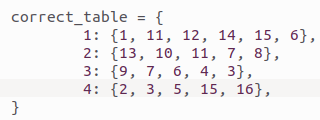 correct_table = {
        1: {1, 11, 12, 14, 15, 6},
        2: {13, 10, 11, 7, 8},
        3: {9, 7, 6, 4, 3},
        4: {2, 3, 5, 15, 16},
}